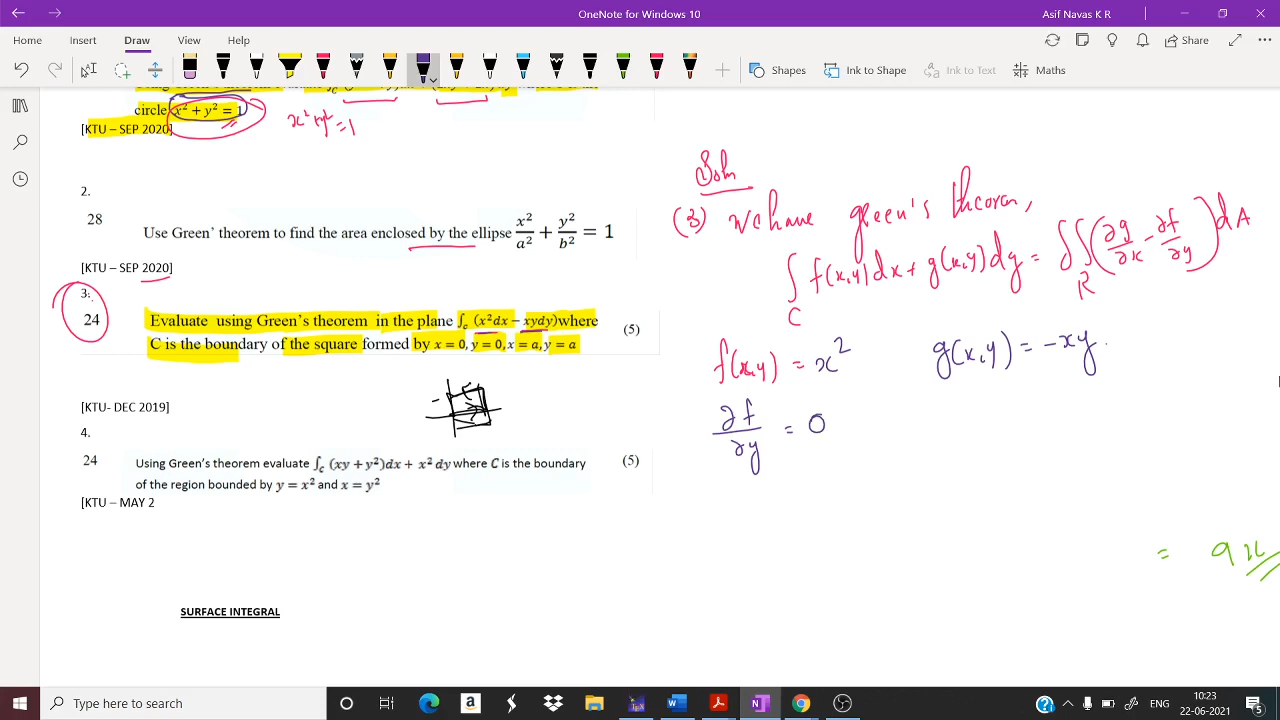 OneNote for Windows 10
Asif Navas K R
Home Insert Draw View Help
Share
Shapes Ink to Shape Ink to Text Maths
circle x² + y² = 1
x² + y² = 1
[KTU – SEP 2020]
2.
28
Use Green' theorem to find the area enclosed by the ellipse x²/a² + y²/b² = 1
[KTU – SEP 2020]
3:
24
Evaluate using Green's theorem in the plane ∫c (x²dx − xydy)where (5)
C is the boundary of the square formed by x = 0, y = 0, x = a, y = a
[KTU- DEC 2019]
4.
24
Using Green's theorem evaluate ∫c (xy + y²)dx + x² dy where C is the boundary (5)
of the region bounded by y = x² and x = y²
[KTU – MAY 2
SURFACE INTEGRAL
Soln
(3) We have green's theorem,
∫C f(x,y)dx + g(x,y)dy = ∬R (∂g/∂x − ∂f/∂y) dA
f(x,y) = x² g(x,y) = -xy
∂f/∂y = 0
Type here to search
10:23
ENG
22-06-2021
5